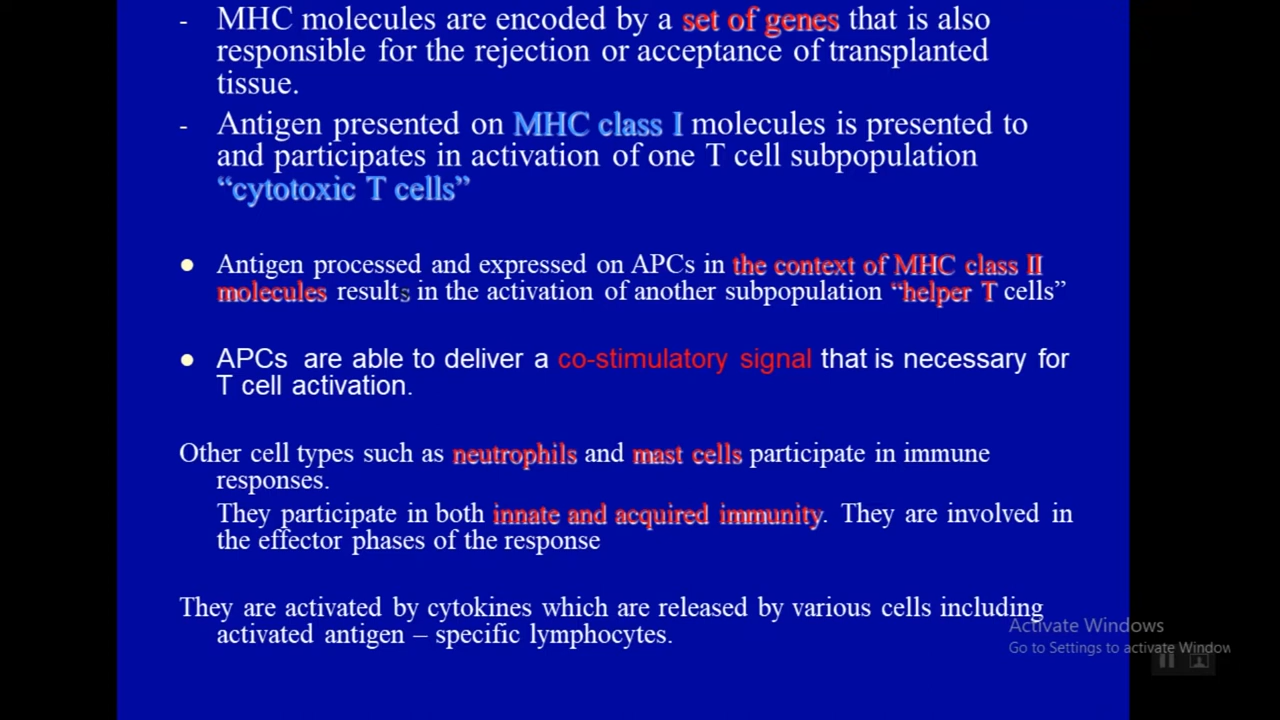 - MHC molecules are encoded by a set of genes that is also
responsible for the rejection or acceptance of transplanted
tissue.
- Antigen presented on MHC class I molecules is presented to
and participates in activation of one T cell subpopulation
“cytotoxic T cells”
● Antigen processed and expressed on APCs in the context of MHC class II
molecules results in the activation of another subpopulation “helper T cells”
● APCs are able to deliver a co-stimulatory signal that is necessary for
T cell activation.
Other cell types such as neutrophils and mast cells participate in immune
responses.
They participate in both innate and acquired immunity. They are involved in
the effector phases of the response
They are activated by cytokines which are released by various cells including
activated antigen – specific lymphocytes.
Activate Windows
Go to Settings to activate Window